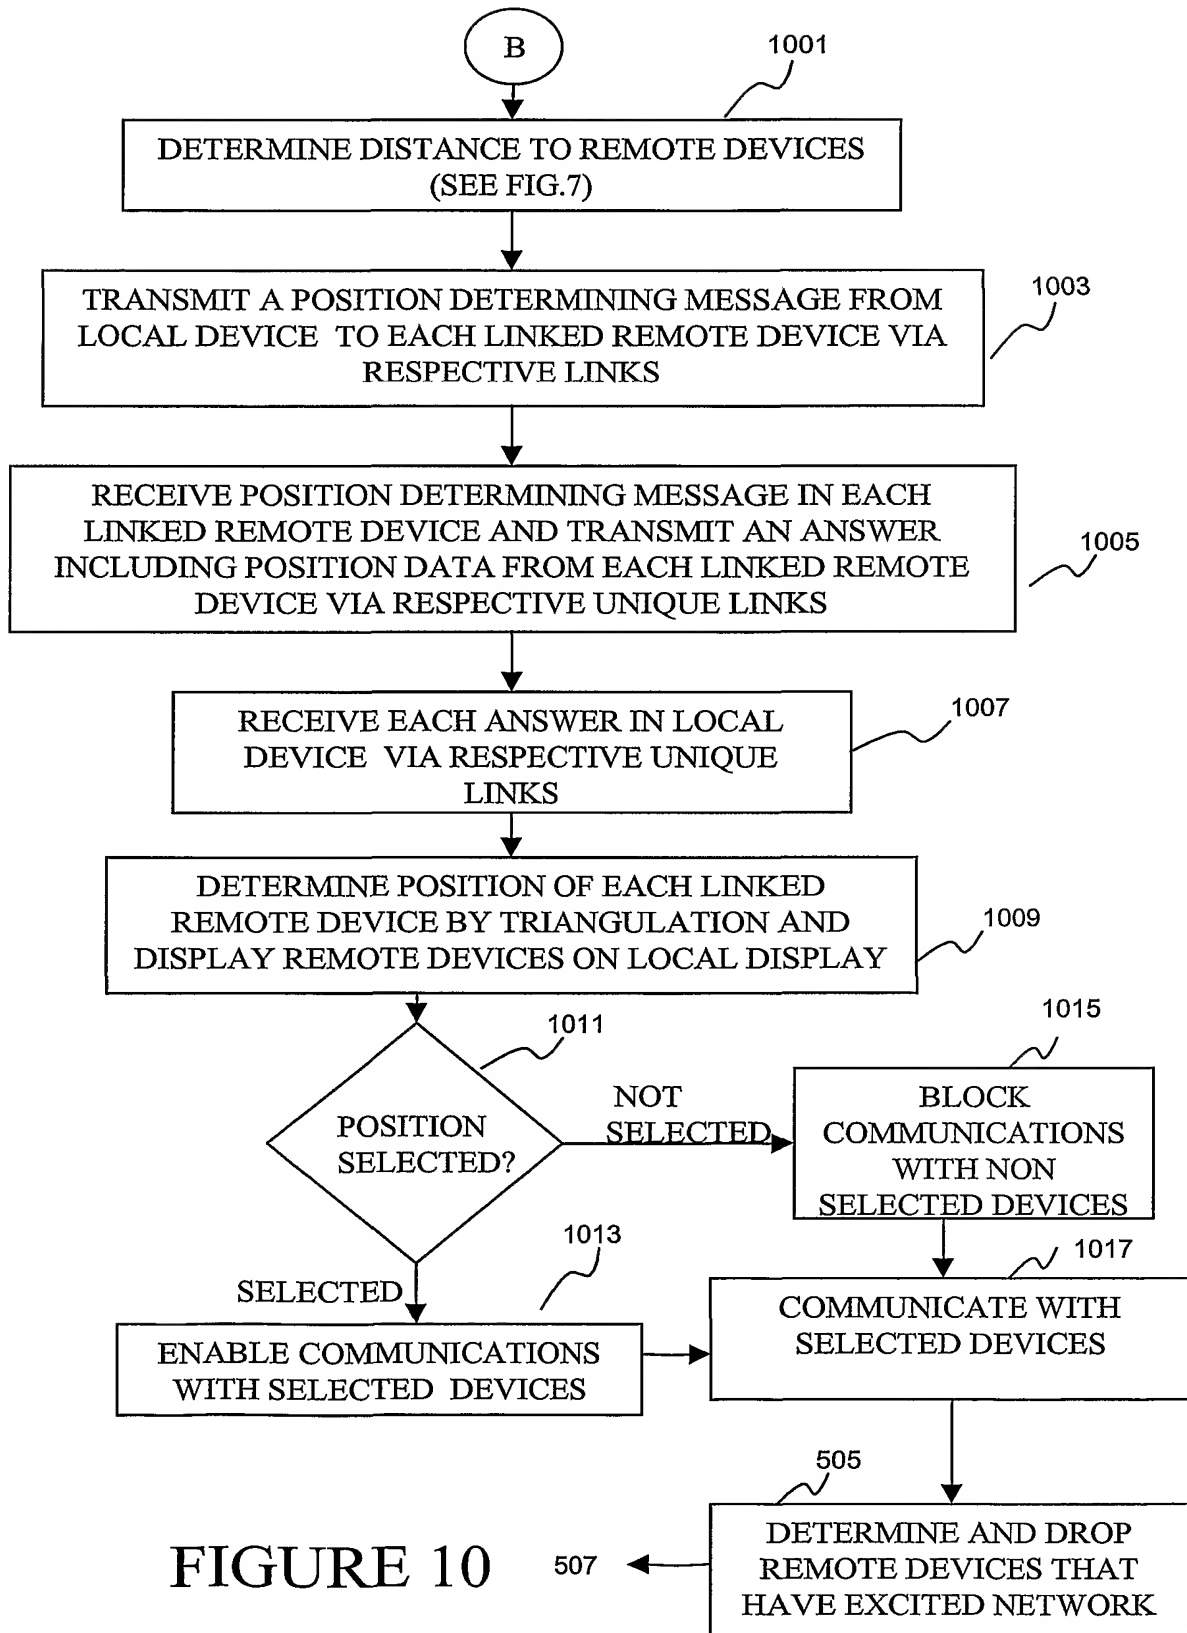 B
1001
DETERMINE DISTANCE TO REMOTE DEVICES
(SEE FIG.7)
1003
TRANSMIT A POSITION DETERMINING MESSAGE FROM
LOCAL DEVICE TO EACH LINKED REMOTE DEVICE VIA
RESPECTIVE LINKS
1005
RECEIVE POSITION DETERMINING MESSAGE IN EACH
LINKED REMOTE DEVICE AND TRANSMIT AN ANSWER
INCLUDING POSITION DATA FROM EACH LINKED REMOTE
DEVICE VIA RESPECTIVE UNIQUE LINKS
1007
RECEIVE EACH ANSWER IN LOCAL
DEVICE VIA RESPECTIVE UNIQUE
LINKS
1009
DETERMINE POSITION OF EACH LINKED
REMOTE DEVICE BY TRIANGULATION AND
DISPLAY REMOTE DEVICES ON LOCAL DISPLAY
1011
POSITION
SELECTED?
NOT
SELECTED
1015
BLOCK
COMMUNICATIONS
WITH NON
SELECTED DEVICES
SELECTED
1013
ENABLE COMMUNICATIONS
WITH SELECTED DEVICES
1017
COMMUNICATE WITH
SELECTED DEVICES
505
DETERMINE AND DROP
REMOTE DEVICES THAT
HAVE EXCITED NETWORK
507
FIGURE 10